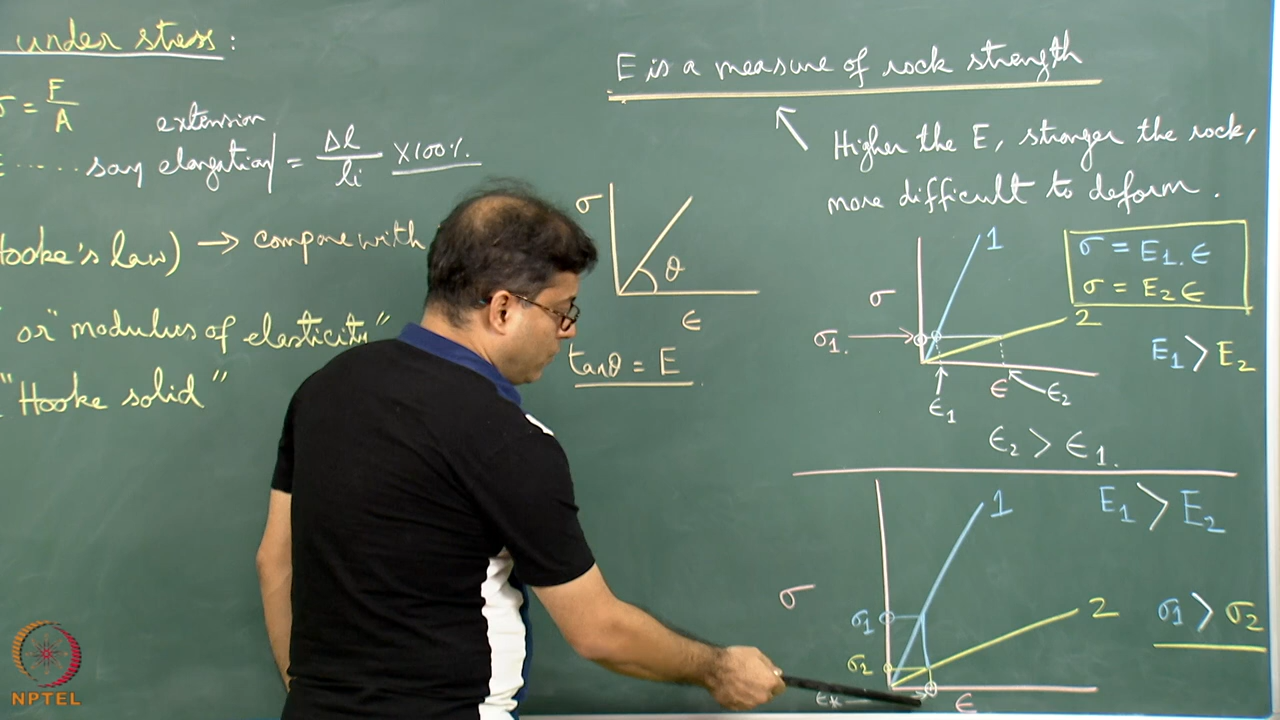 under stress :
σ = F/A
extension
say elongation = Δl/li ×100%
Hooke's law) → compare with
or "modulus of elasticity"
"Hooke solid"
E is a measure of rock strength
Higher the E, stronger the rock,
more difficult to deform.
σ
θ
ϵ
tanθ = E
1
σ
2
σ1.
ϵ1
ϵ
ϵ2
σ = E1. ϵ
σ = E2 ϵ
E1 > E2
ϵ2 > ϵ1.
1
E1 > E2
σ
σ1
2
σ1 > σ2
σ2
ϵ*
ϵ
NPTEL